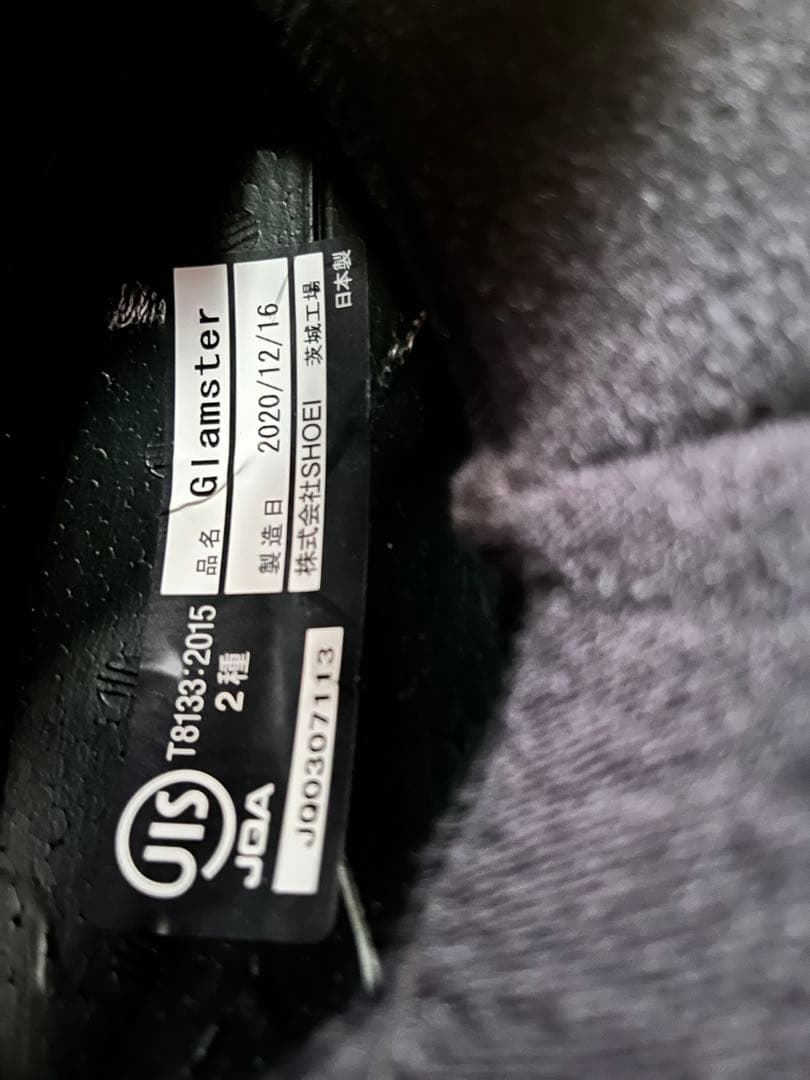 JIS
T8133:2015
2種
JQA
JQ0307113
品名 Glamster
製造日 2020/12/16
株式会社SHOEI 茨城工場
日本製